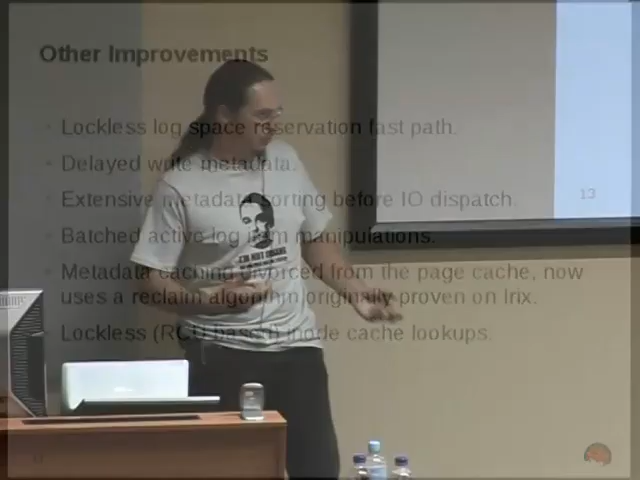 Other Improvements
Lockless log space reservation fast path.
Delayed write metadata.
Extensive metadata sorting before IO dispatch.
Batched active log item manipulations.
Metadata caching divorced from the page cache, now
uses a reclaim algorithm originally proven on Irix.
Lockless (RCU based) inode cache lookups.
I'M NOT INSANE
13